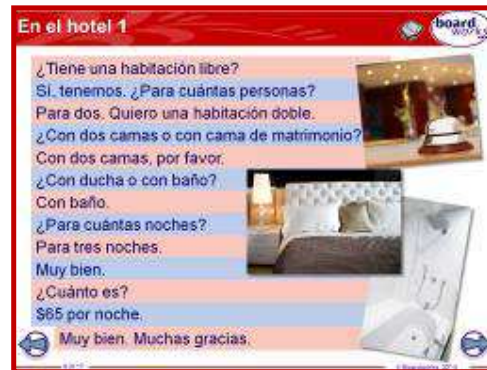 En el hotel 1
board
works
¿Tiene una habitación libre?
Sí, tenemos. ¿Para cuántas personas?
Para dos. Quiero una habitación doble.
¿Con dos camas o con cama de matrimonio?
Con dos camas, por favor.
¿Con ducha o con baño?
Con baño.
¿Para cuántas noches?
Para tres noches.
Muy bien.
¿Cuánto es?
$65 por noche.
Muy bien. Muchas gracias.